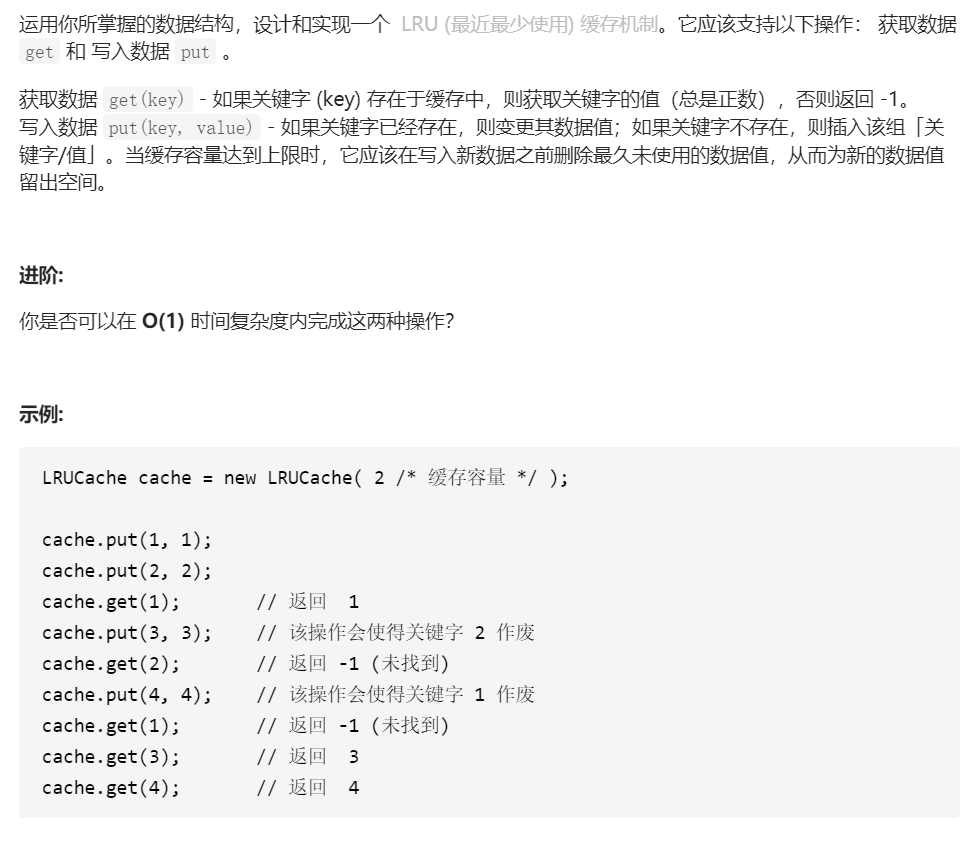 运用你所掌握的数据结构，设计和实现一个 LRU (最近最少使用) 缓存机制。它应该支持以下操作： 获取数据
get 和 写入数据 put 。
获取数据 get(key) - 如果关键字 (key) 存在于缓存中，则获取关键字的值（总是正数），否则返回 -1。
写入数据 put(key, value) - 如果关键字已经存在，则变更其数据值；如果关键字不存在，则插入该组「关
键字/值」。当缓存容量达到上限时，它应该在写入新数据之前删除最久未使用的数据值，从而为新的数据值
留出空间。
进阶:
你是否可以在 O(1) 时间复杂度内完成这两种操作？
示例:
LRUCache cache = new LRUCache( 2 /* 缓存容量 */ );
cache.put(1, 1);
cache.put(2, 2);
cache.get(1);       // 返回  1
cache.put(3, 3);    // 该操作会使得关键字 2 作废
cache.get(2);       // 返回 -1 (未找到)
cache.put(4, 4);    // 该操作会使得关键字 1 作废
cache.get(1);       // 返回 -1 (未找到)
cache.get(3);       // 返回  3
cache.get(4);       // 返回  4